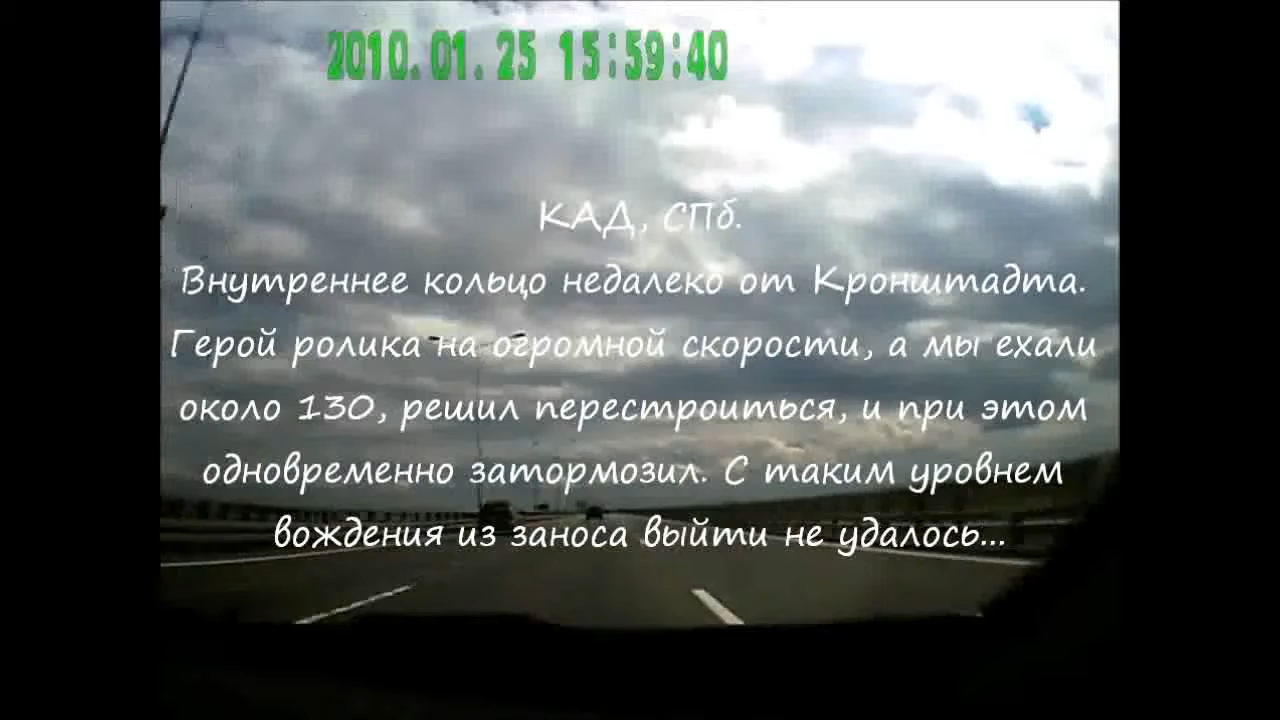 2010.01.25 15:59:40
КАД, СПб.
Внутреннее кольцо недалеко от Кронштадта.
Герой ролика на огромной скорости, а мы ехали
около 130, решил перестроиться, и при этом
одновременно затормозил. С таким уровнем
вождения из заноса выйти не удалось...